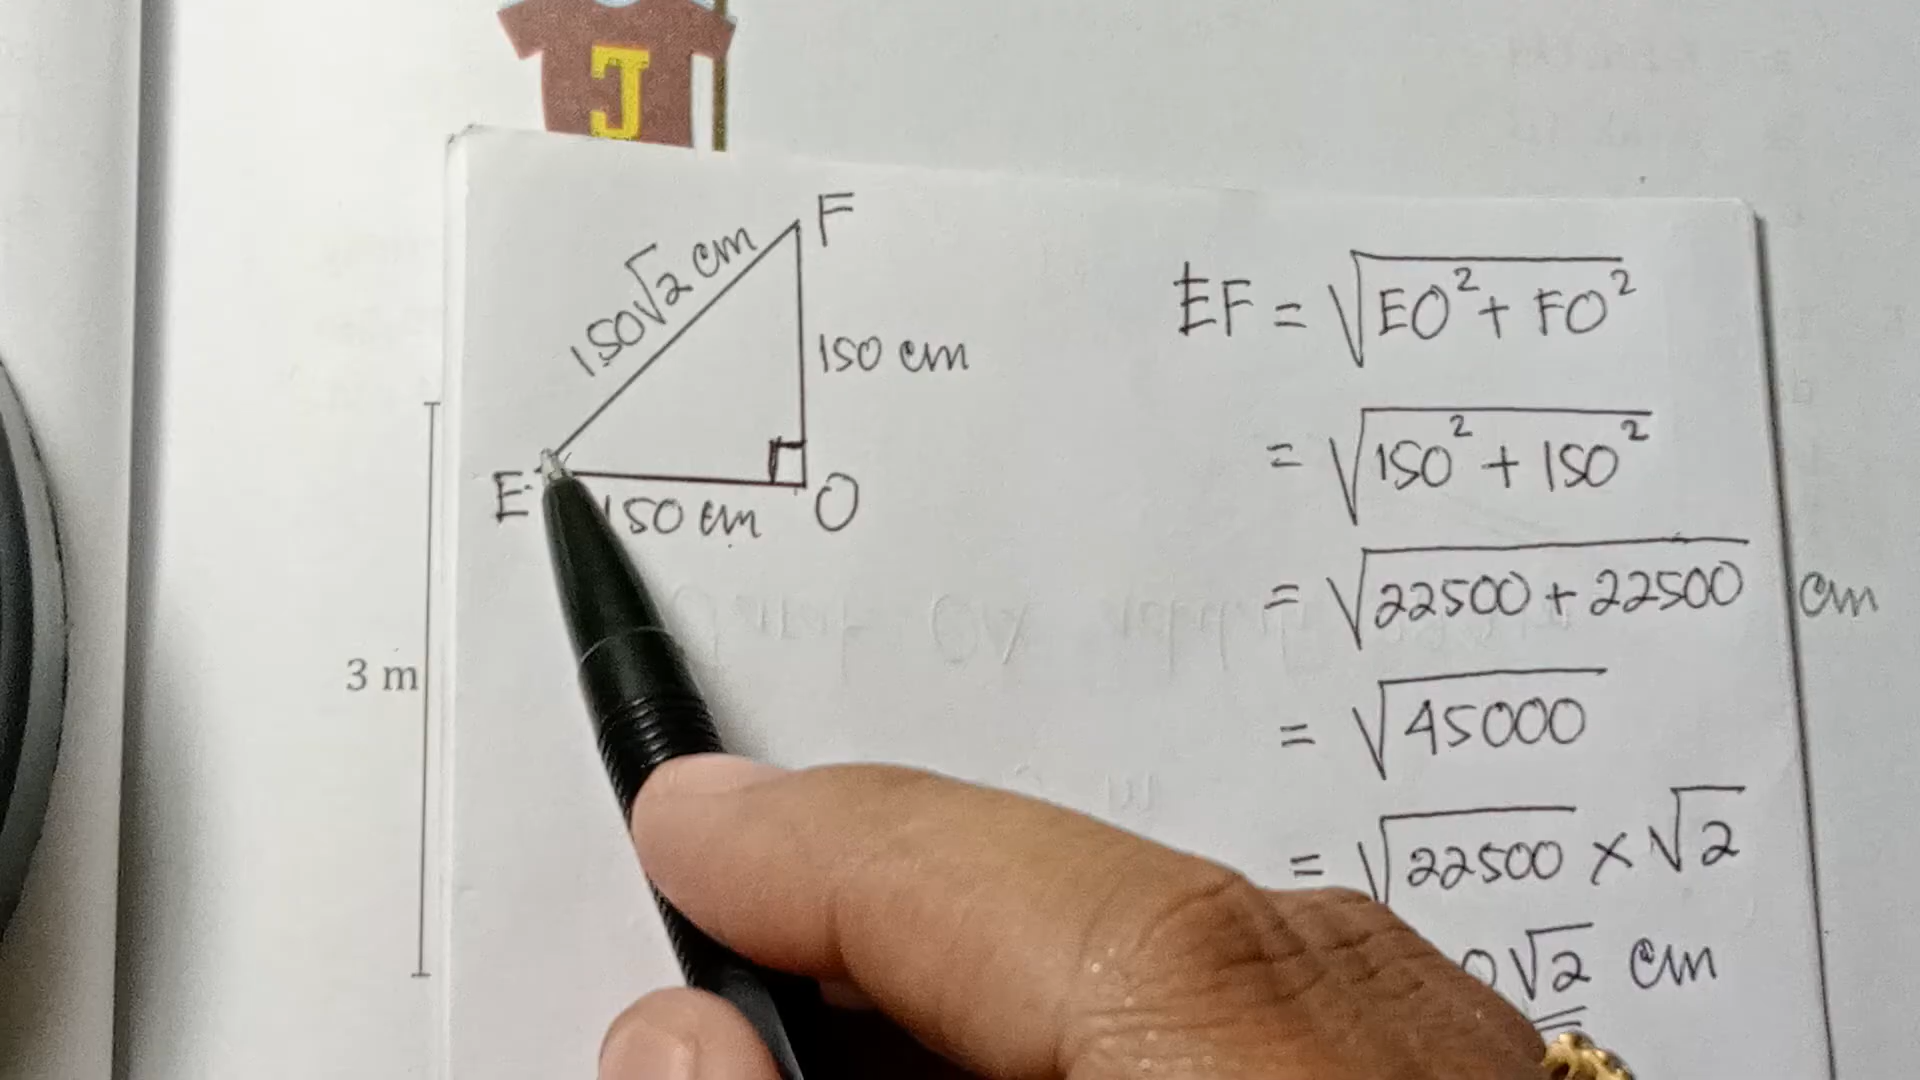 J
F
150√2 cm
150 cm
E
150 cm O
3 m
EF = √EO² + FO²
= √150² + 150²
= √22500 + 22500 cm
= √45000
= √22500 × √2
0√2 cm